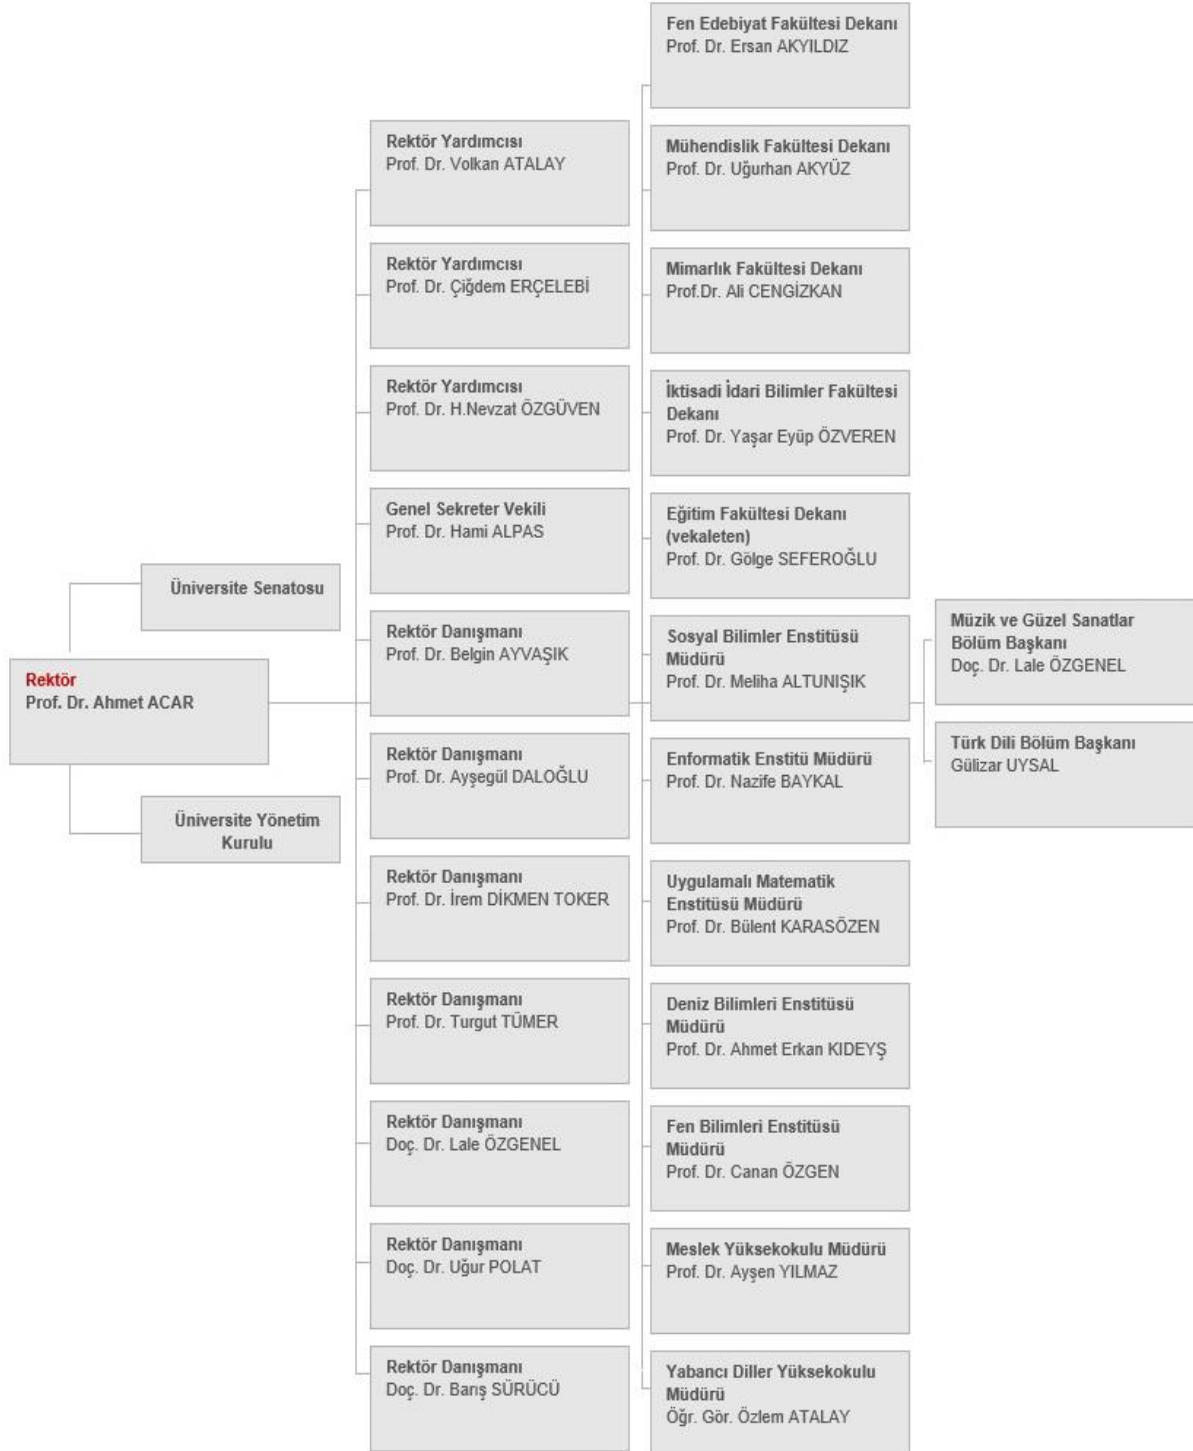 Rektör
Prof. Dr. Ahmet ACAR
Üniversite Senatosu
Üniversite Yönetim
Kurulu
Rektör Yardımcısı
Prof. Dr. Volkan ATALAY
Rektör Yardımcısı
Prof. Dr. Çiğdem ERÇELEBİ
Rektör Yardımcısı
Prof. Dr. H.Nevzat ÖZGÜVEN
Genel Sekreter Vekili
Prof. Dr. Hami ALPAS
Rektör Danışmanı
Prof. Dr. Belgin AYVAŞIK
Rektör Danışmanı
Prof. Dr. Ayşegül DALOĞLU
Rektör Danışmanı
Prof. Dr. İrem DİKMEN TOKER
Rektör Danışmanı
Prof. Dr. Turgut TÜMER
Rektör Danışmanı
Doç. Dr. Lale ÖZGENEL
Rektör Danışmanı
Doç. Dr. Uğur POLAT
Rektör Danışmanı
Doç. Dr. Barış SÜRÜCÜ
Fen Edebiyat Fakültesi Dekanı
Prof. Dr. Ersan AKYILDIZ
Mühendislik Fakültesi Dekanı
Prof. Dr. Uğurhan AKYÜZ
Mimarlık Fakültesi Dekanı
Prof.Dr. Ali CENGİZKAN
İktisadi İdari Bilimler Fakültesi
Dekanı
Prof. Dr. Yaşar Eyüp ÖZVEREN
Eğitim Fakültesi Dekanı
(vekaleten)
Prof. Dr. Gölge SEFEROĞLU
Sosyal Bilimler Enstitüsü
Müdürü
Prof. Dr. Meliha ALTUNIŞIK
Enformatik Enstitü Müdürü
Prof. Dr. Nazife BAYKAL
Uygulamalı Matematik
Enstitüsü Müdürü
Prof. Dr. Bülent KARASÖZEN
Deniz Bilimleri Enstitüsü
Müdürü
Prof. Dr. Ahmet Erkan KIDEYŞ
Fen Bilimleri Enstitüsü
Müdürü
Prof. Dr. Canan ÖZGEN
Meslek Yüksekokulu Müdürü
Prof. Dr. Ayşen YILMAZ
Yabancı Diller Yüksekokulu
Müdürü
Öğr. Gör. Özlem ATALAY
Müzik ve Güzel Sanatlar
Bölüm Başkanı
Doç. Dr. Lale ÖZGENEL
Türk Dili Bölüm Başkanı
Gülizar UYSAL